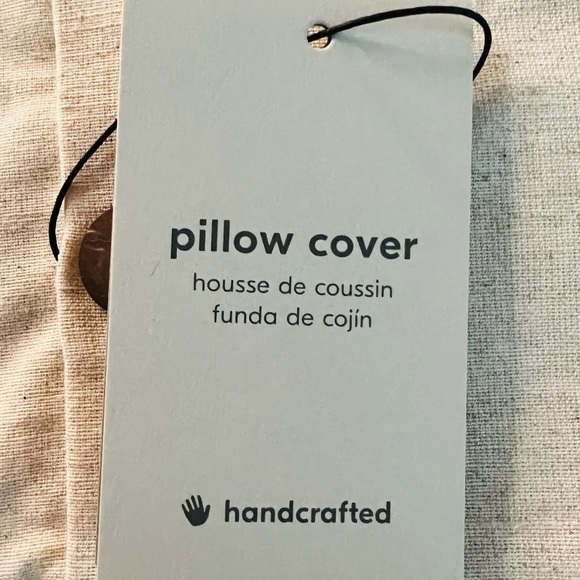 pillow cover
housse de coussin
funda de cojín
handcrafted